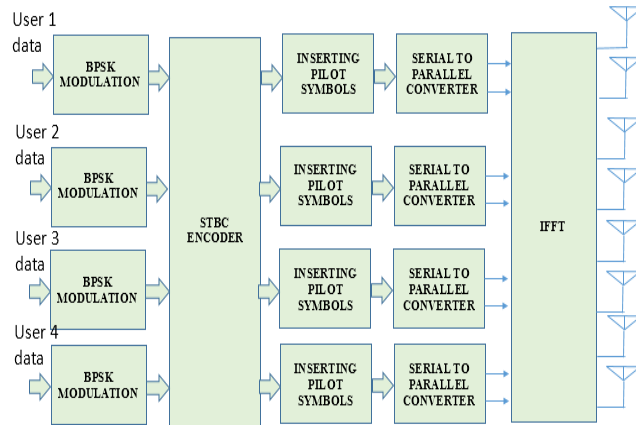 User 1
data
BPSK
MODULATION
INSERTING
PILOT
SYMBOLS
SERIAL TO
PARALLEL
CONVERTER
User 2
data
BPSK
MODULATION
INSERTING
PILOT
SYMBOLS
SERIAL TO
PARALLEL
CONVERTER
STBC
ENCODER
IFFT
User 3
data
BPSK
MODULATION
INSERTING
PILOT
SYMBOLS
SERIAL TO
PARALLEL
CONVERTER
User 4
data
BPSK
MODULATION
INSERTING
PILOT
SYMBOLS
SERIAL TO
PARALLEL
CONVERTER